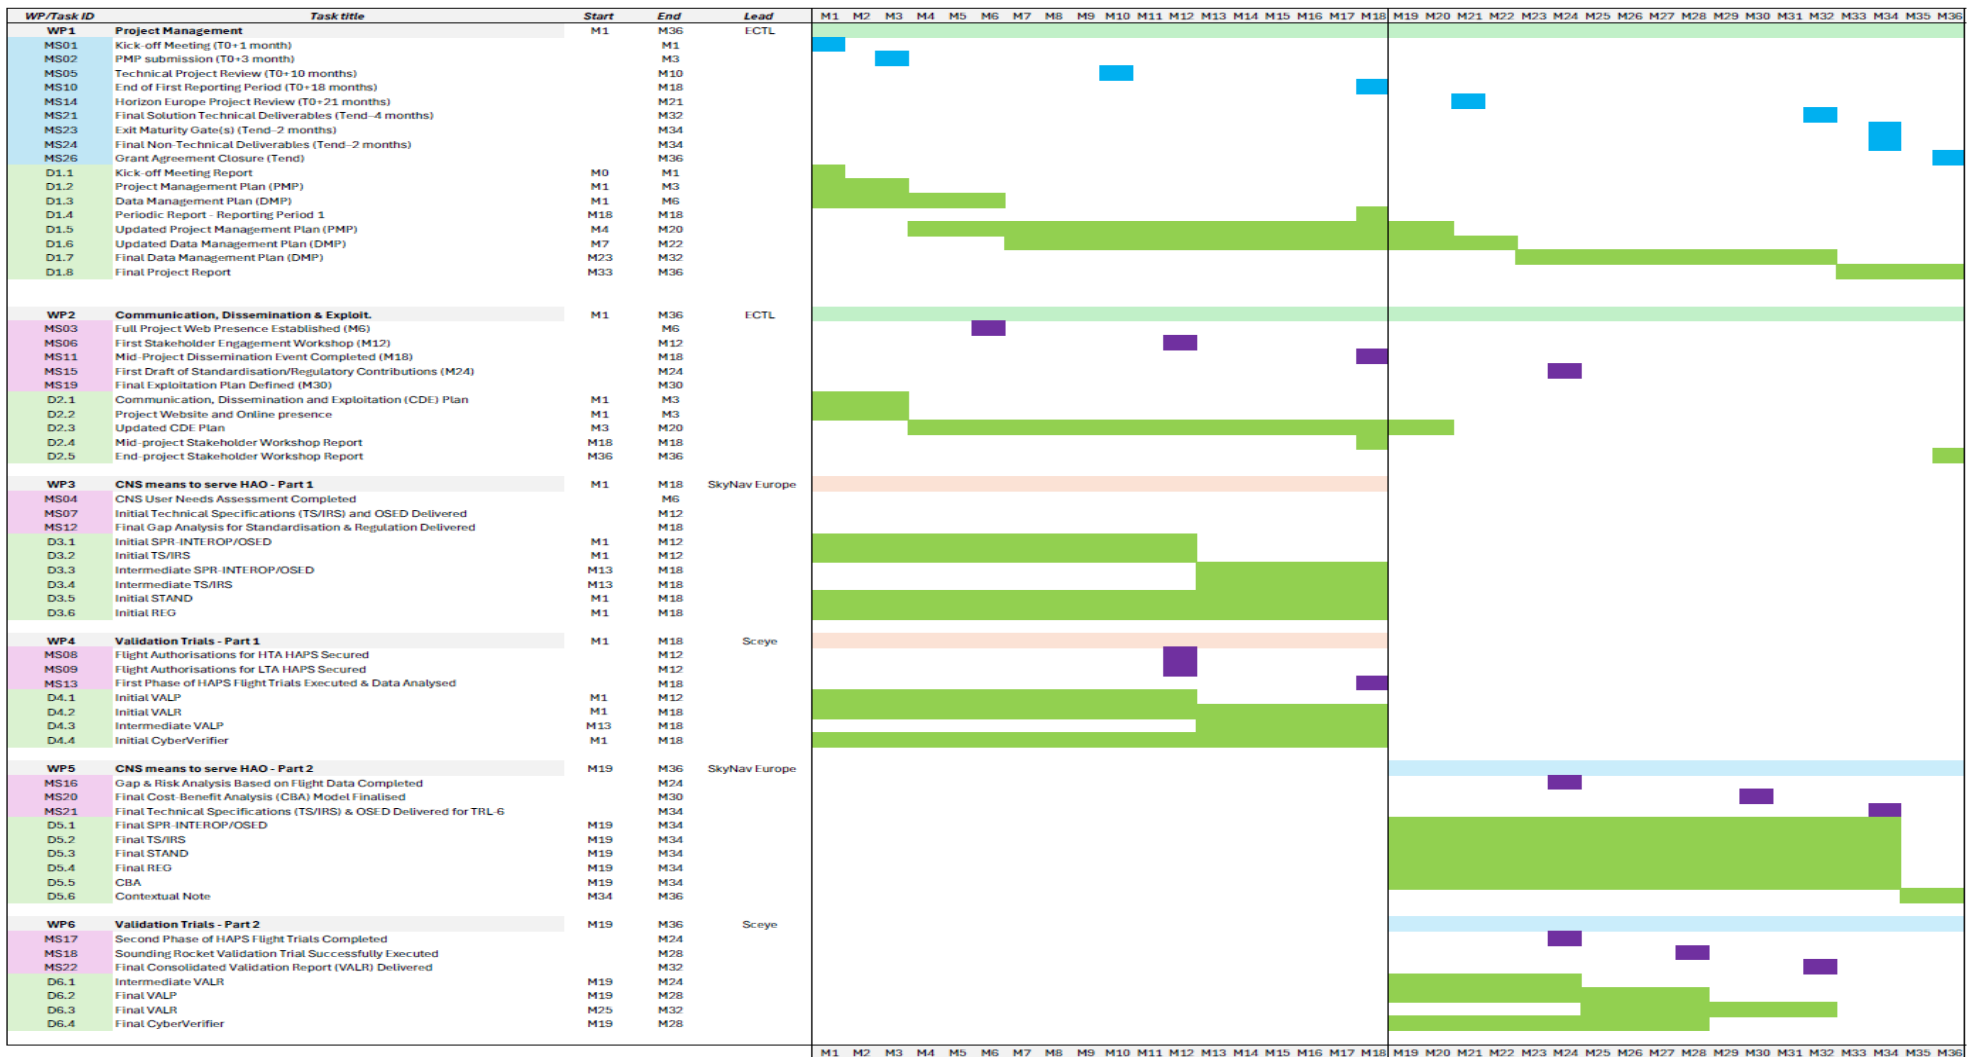 WP/Task ID Task title Start End Lead M1 M2 M3 M4 M5 M6 M7 M8 M9 M10 M11 M12 M13 M14 M15 M16 M17 M18 M19 M20 M21 M22 M23 M24 M25 M26 M27 M28 M29 M30 M31 M32 M33 M34 M35 M36
WP1 Project Management M1 M36 ECTL
MS01 Kick-off Meeting (T0+1 month) M1
MS02 PMP submission (T0+3 month) M3
MS05 Technical Project Review (T0+10 months) M10
MS10 End of First Reporting Period (T0+18 months) M18
MS14 Horizon Europe Project Review (T0+21 months) M21
MS21 Final Solution Technical Deliverables (Tend-4 months) M32
MS23 Exit Maturity Gate(s) (Tend-2 months) M34
MS24 Final Non-Technical Deliverables (Tend-2 months) M34
MS26 Grant Agreement Closure (Tend) M36
D1.1 Kick-off Meeting Report M0 M1
D1.2 Project Management Plan (PMP) M1 M3
D1.3 Data Management Plan (DMP) M1 M6
D1.4 Periodic Report - Reporting Period 1 M18 M18
D1.5 Updated Project Management Plan (PMP) M4 M20
D1.6 Updated Data Management Plan (DMP) M7 M22
D1.7 Final Data Management Plan (DMP) M23 M32
D1.8 Final Project Report M33 M36
WP2 Communication, Dissemination & Exploit. M1 M36 ECTL
MS03 Full Project Web Presence Established (M6) M6
MS06 First Stakeholder Engagement Workshop (M12) M12
MS11 Mid-Project Dissemination Event Completed (M18) M18
MS15 First Draft of Standardisation/Regulatory Contributions (M24) M24
MS19 Final Exploitation Plan Defined (M30) M30
D2.1 Communication, Dissemination and Exploitation (CDE) Plan M1 M3
D2.2 Project Website and Online presence M1 M3
D2.3 Updated CDE Plan M3 M20
D2.4 Mid-project Stakeholder Workshop Report M18 M18
D2.5 End-project Stakeholder Workshop Report M36 M36
WP3 CNS means to serve HAO - Part 1 M1 M18 SkyNav Europe
MS04 CNS User Needs Assessment Completed M6
MS07 Initial Technical Specifications (TS/IRS) and OSED Delivered M12
MS12 Final Gap Analysis for Standardisation & Regulation Delivered M18
D3.1 Initial SPR-INTEROP/OSED M1 M12
D3.2 Initial TS/IRS M1 M12
D3.3 Intermediate SPR-INTEROP/OSED M13 M18
D3.4 Intermediate TS/IRS M13 M18
D3.5 Initial STAND M1 M18
D3.6 Initial REG M1 M18
WP4 Validation Trials - Part 1 M1 M18 Sceye
MS08 Flight Authorisations for HTA HAPS Secured M12
MS09 Flight Authorisations for LTA HAPS Secured M12
MS13 First Phase of HAPS Flight Trials Executed & Data Analysed M18
D4.1 Initial VALP M1 M12
D4.2 Initial VALR M1 M18
D4.3 Intermediate VALP M13 M18
D4.4 Initial CyberVerifier M1 M18
WP5 CNS means to serve HAO - Part 2 M19 M36 SkyNav Europe
MS16 Gap & Risk Analysis Based on Flight Data Completed M24
MS20 Final Cost-Benefit Analysis (CBA) Model Finalised M30
MS21 Final Technical Specifications (TS/IRS) & OSED Delivered for TRL-6 M34
D5.1 Final SPR-INTEROP/OSED M19 M34
D5.2 Final TS/IRS M19 M34
D5.3 Final STAND M19 M34
D5.4 Final REG M19 M34
D5.5 CBA M19 M34
D5.6 Contextual Note M34 M36
WP6 Validation Trials - Part 2 M19 M36 Sceye
MS17 Second Phase of HAPS Flight Trials Completed M24
MS18 Sounding Rocket Validation Trial Successfully Executed M28
MS22 Final Consolidated Validation Report (VALR) Delivered M32
D6.1 Intermediate VALR M19 M24
D6.2 Final VALP M19 M28
D6.3 Final VALR M25 M32
D6.4 Final CyberVerifier M19 M28
M1 M2 M3 M4 M5 M6 M7 M8 M9 M10 M11 M12 M13 M14 M15 M16 M17 M18 M19 M20 M21 M22 M23 M24 M25 M26 M27 M28 M29 M30 M31 M32 M33 M34 M35 M36